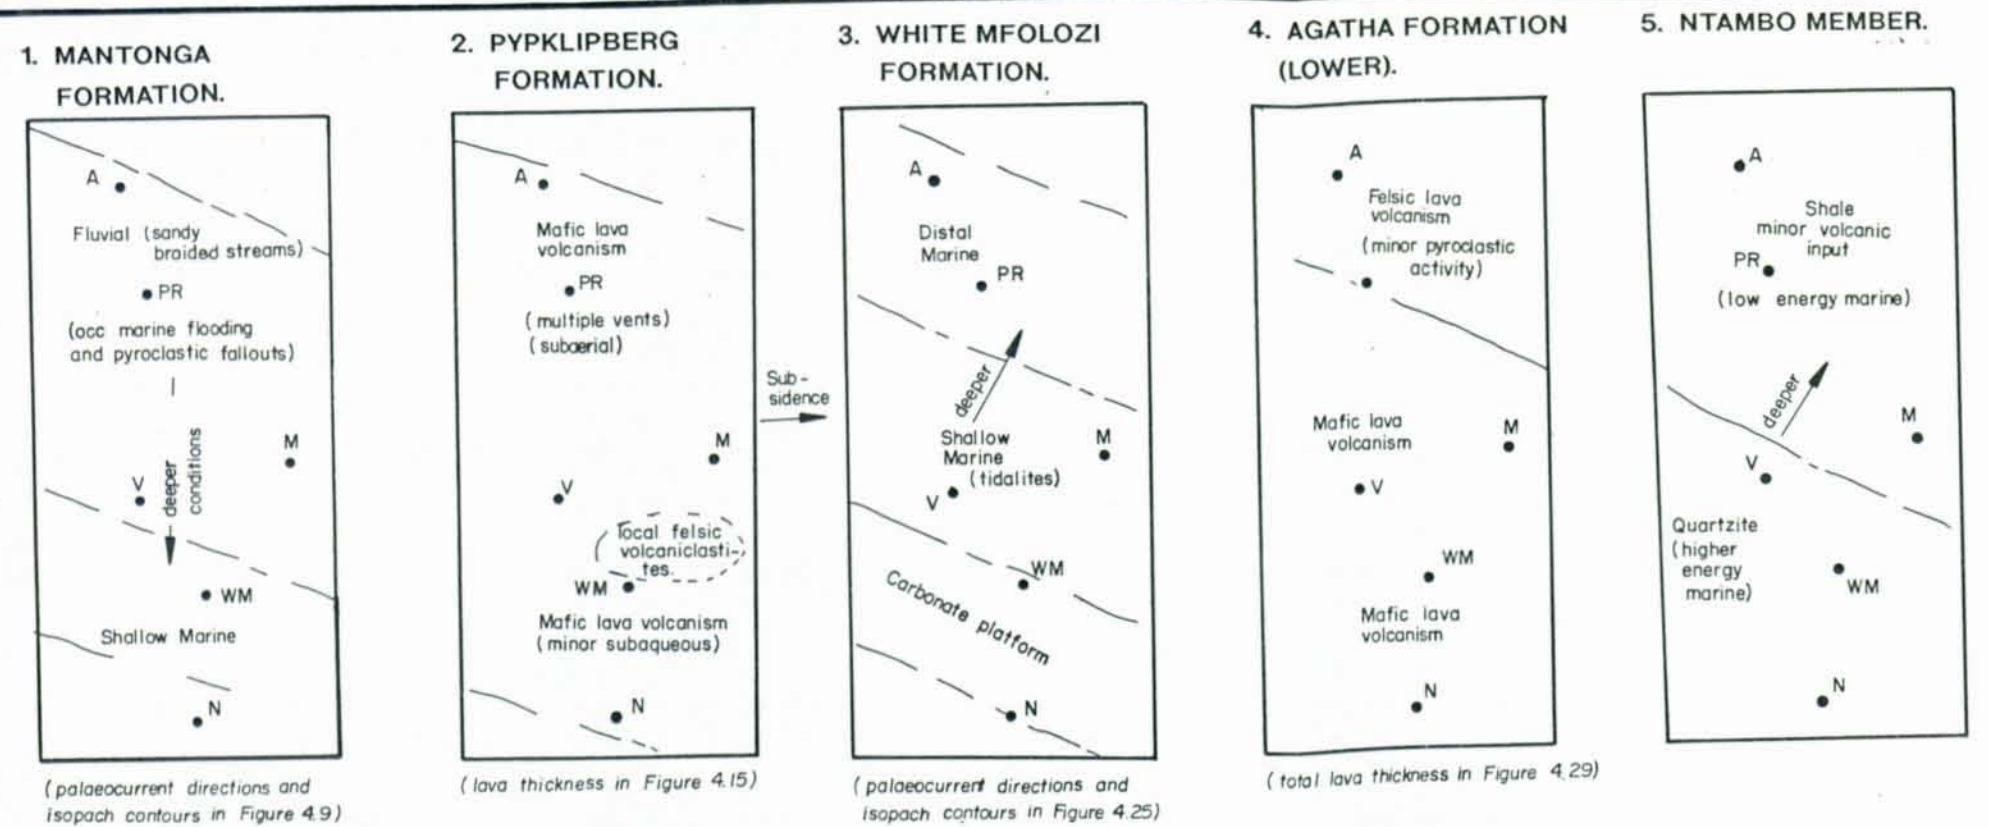 1. MANTONGA
FORMATION.
A
Fluvial (sandy
braided streams)
PR
(occ marine flooding
and pyroclastic fallouts)
M
V
deeper
conditions
WM
Shallow Marine
N
(palaeocurrent directions and
isopach contours in Figure 4.9)
2. PYPKLIPBERG
FORMATION.
A
Mafic lava
volcanism
PR
(multiple vents)
(subaerial)
M
V
local felsic
volcaniclasti-
tes.
WM
Mafic lava volcanism
(minor subaqueous)
N
(lava thickness in Figure 4.15)
Sub-
sidence
3. WHITE MFOLOZI
FORMATION.
A
Distal
Marine
PR
deeper
Shallow
Marine
(tidalites)
M
V
WM
Carbonate platform
N
(palaeocurrent directions and
isopach contours in Figure 4.25)
4. AGATHA FORMATION
(LOWER).
A
Felsic lava
volcanism
(minor pyroclastic
activity)
Mafic lava
volcanism
M
V
WM
Mafic lava
volcanism
N
(total lava thickness in Figure 4.29)
5. NTAMBO MEMBER.
A
Shale
minor volcanic
input
PR
(low energy marine)
deeper
M
V
Quartzite
(higher
energy
marine)
WM
N